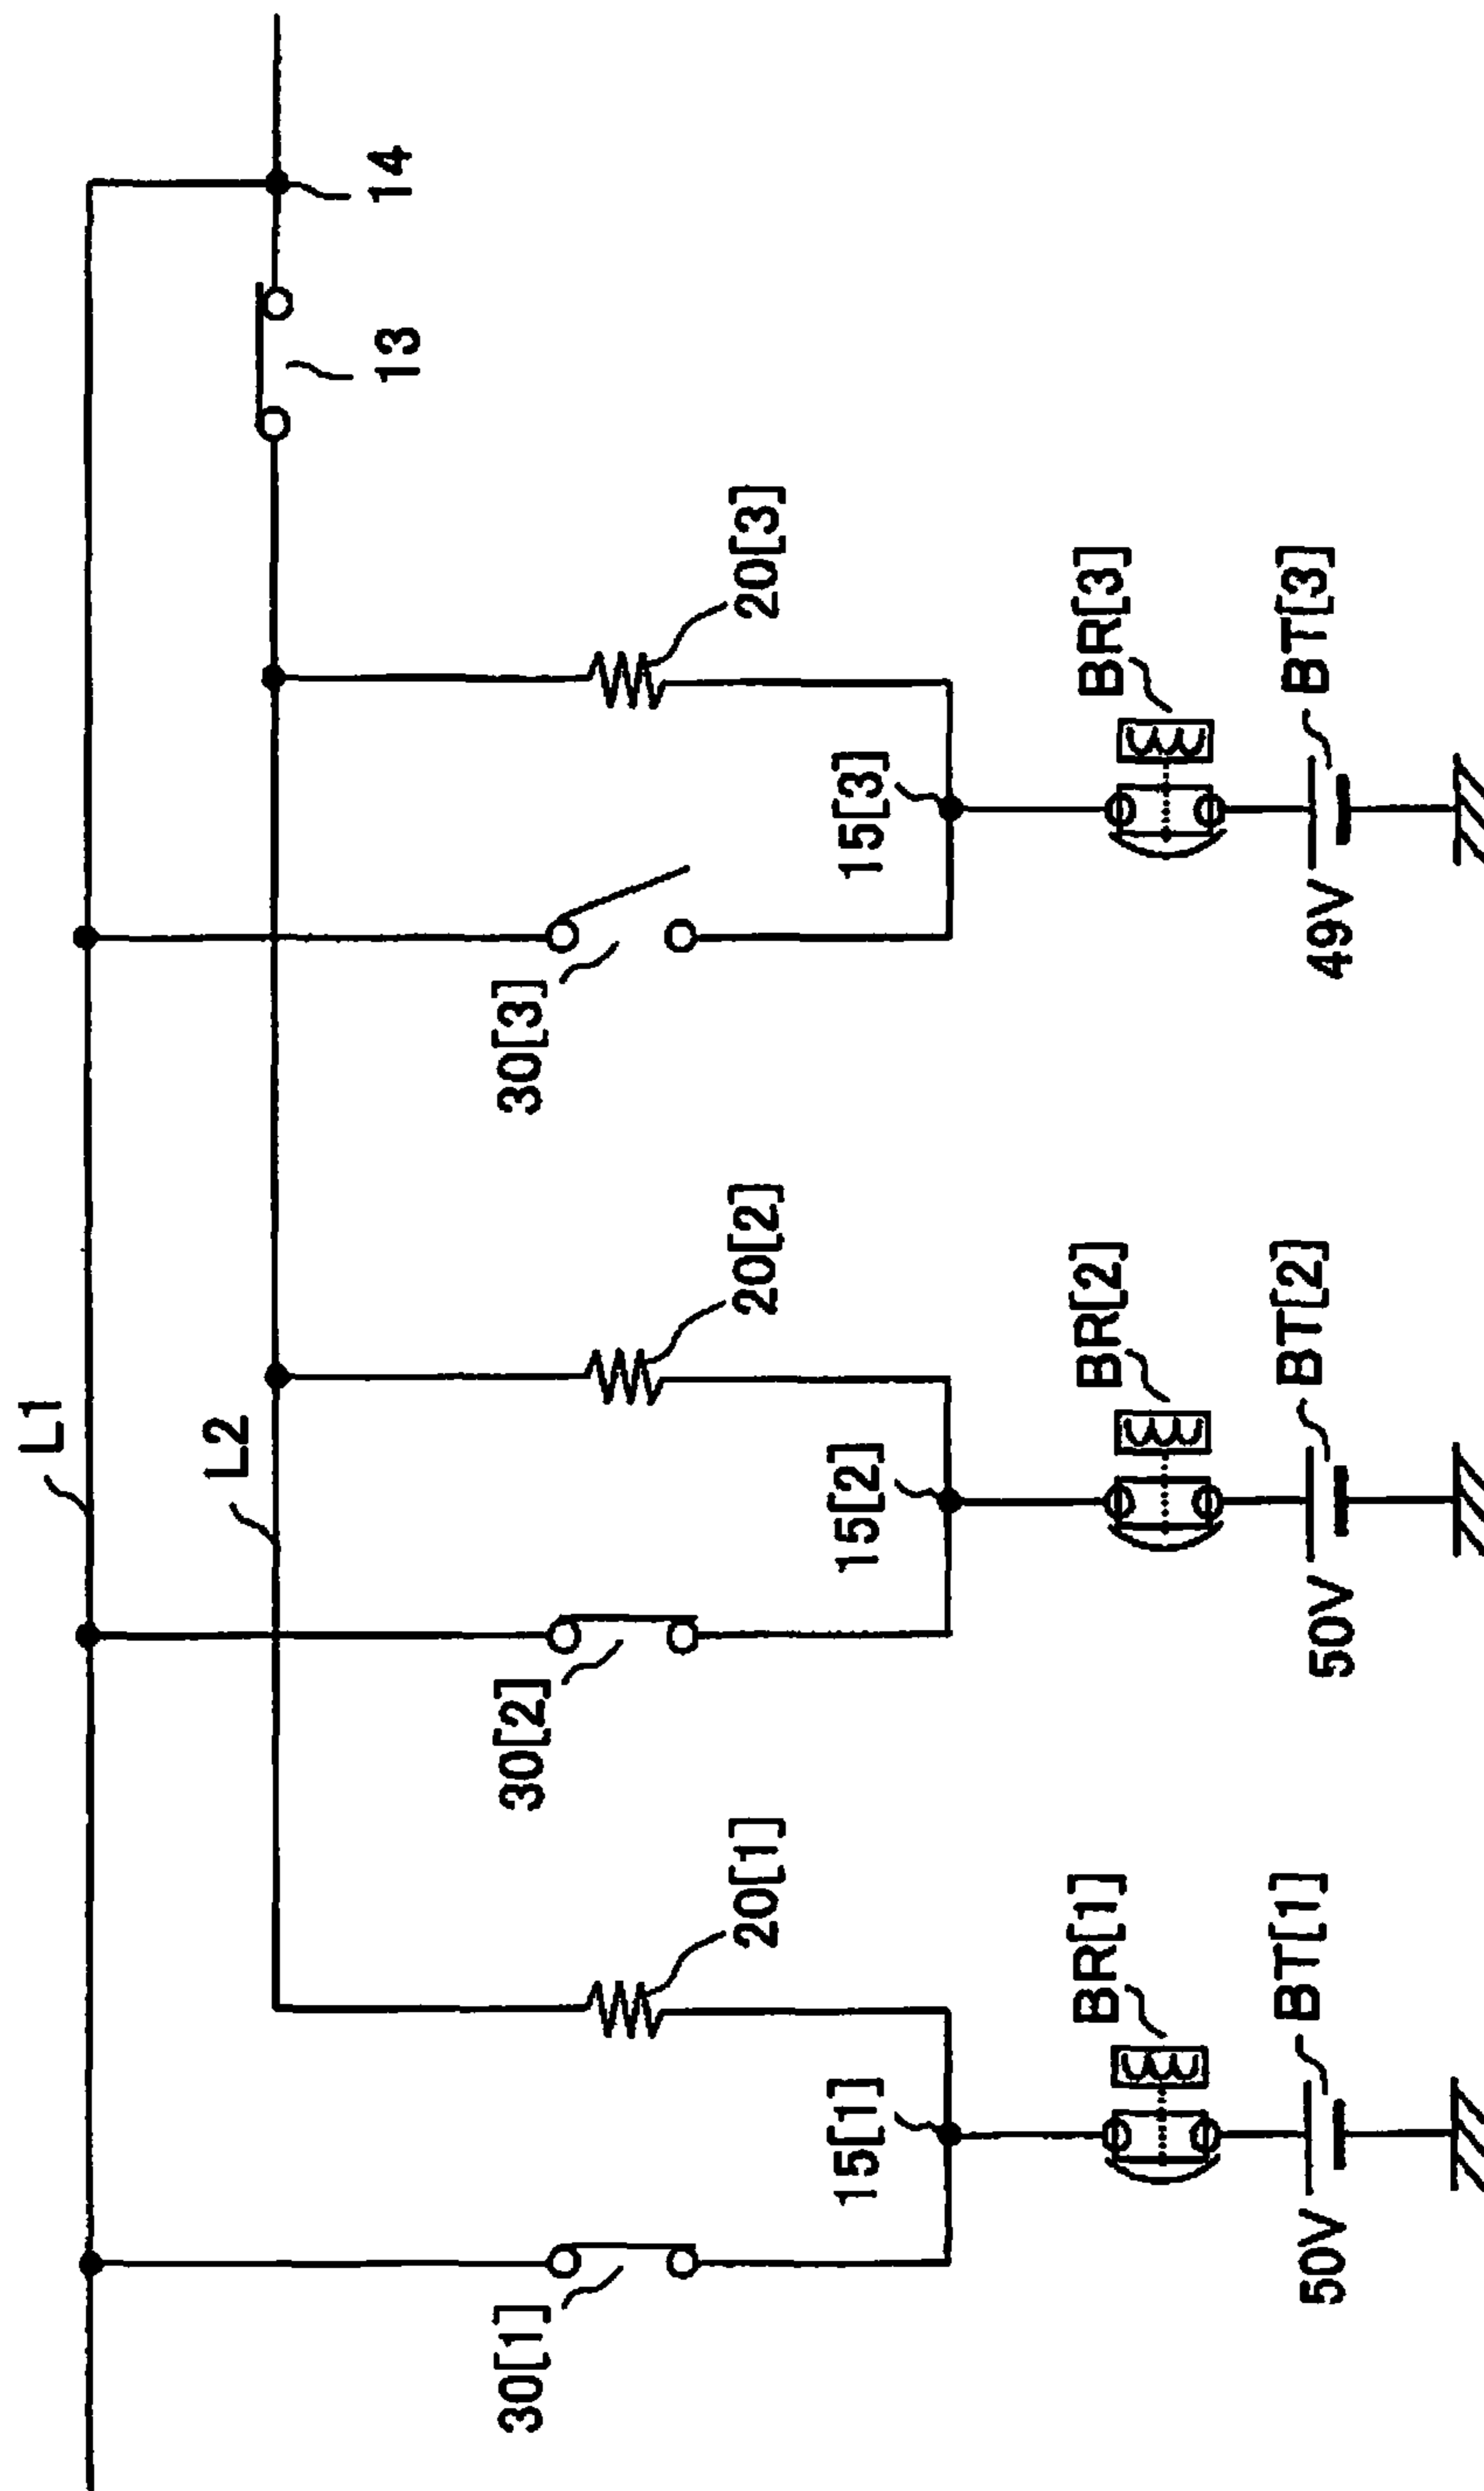 L1
L2
14
13
30[1]
20[1]
30[2]
20[2]
30[3]
20[3]
15[1]
15[2]
15[3]
BR[1]
BR[2]
BR[3]
50V
BT[1]
50V
BT[2]
49V
BT[3]